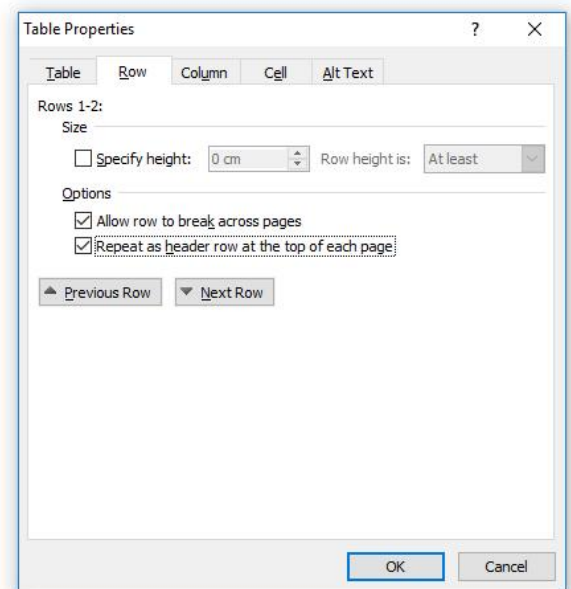 Table Properties ?
Table Row Column Cell Alt Text
Rows 1-2:
Size
Specify height: 0 cm Row height is: At least
Options
Allow row to break across pages
Repeat as header row at the top of each page
Previous Row Next Row
OK Cancel